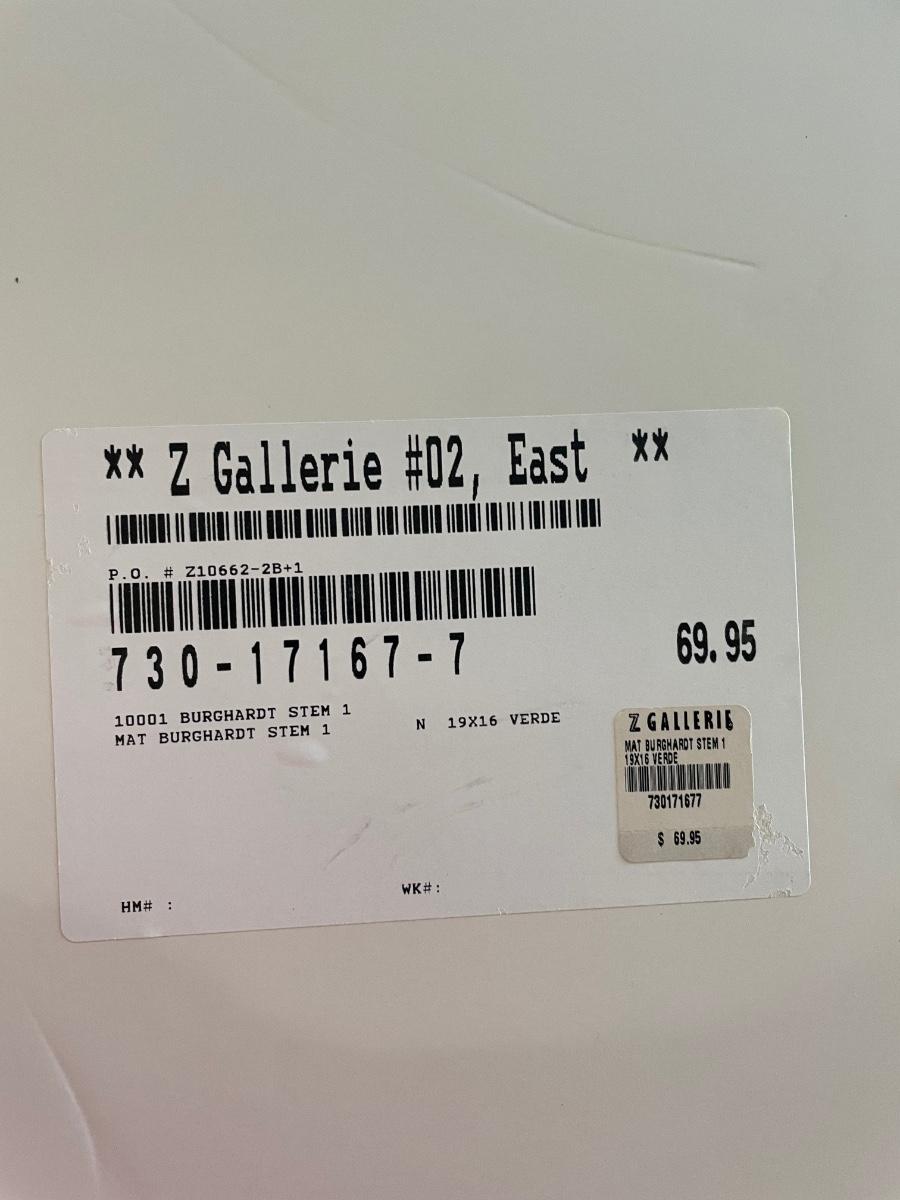 ** Z Gallerie #02, East **
P.O. # Z10662-2B+1
730-17167-7
69.95
10001 BURGHARDT STEM 1
MAT BURGHARDT STEM 1
N 19X16 VERDE
Z GALLERIE
MAT BURGHARDT STEM 1
19X16 VERDE
730171677
$ 69.95
HM# :
WK#: